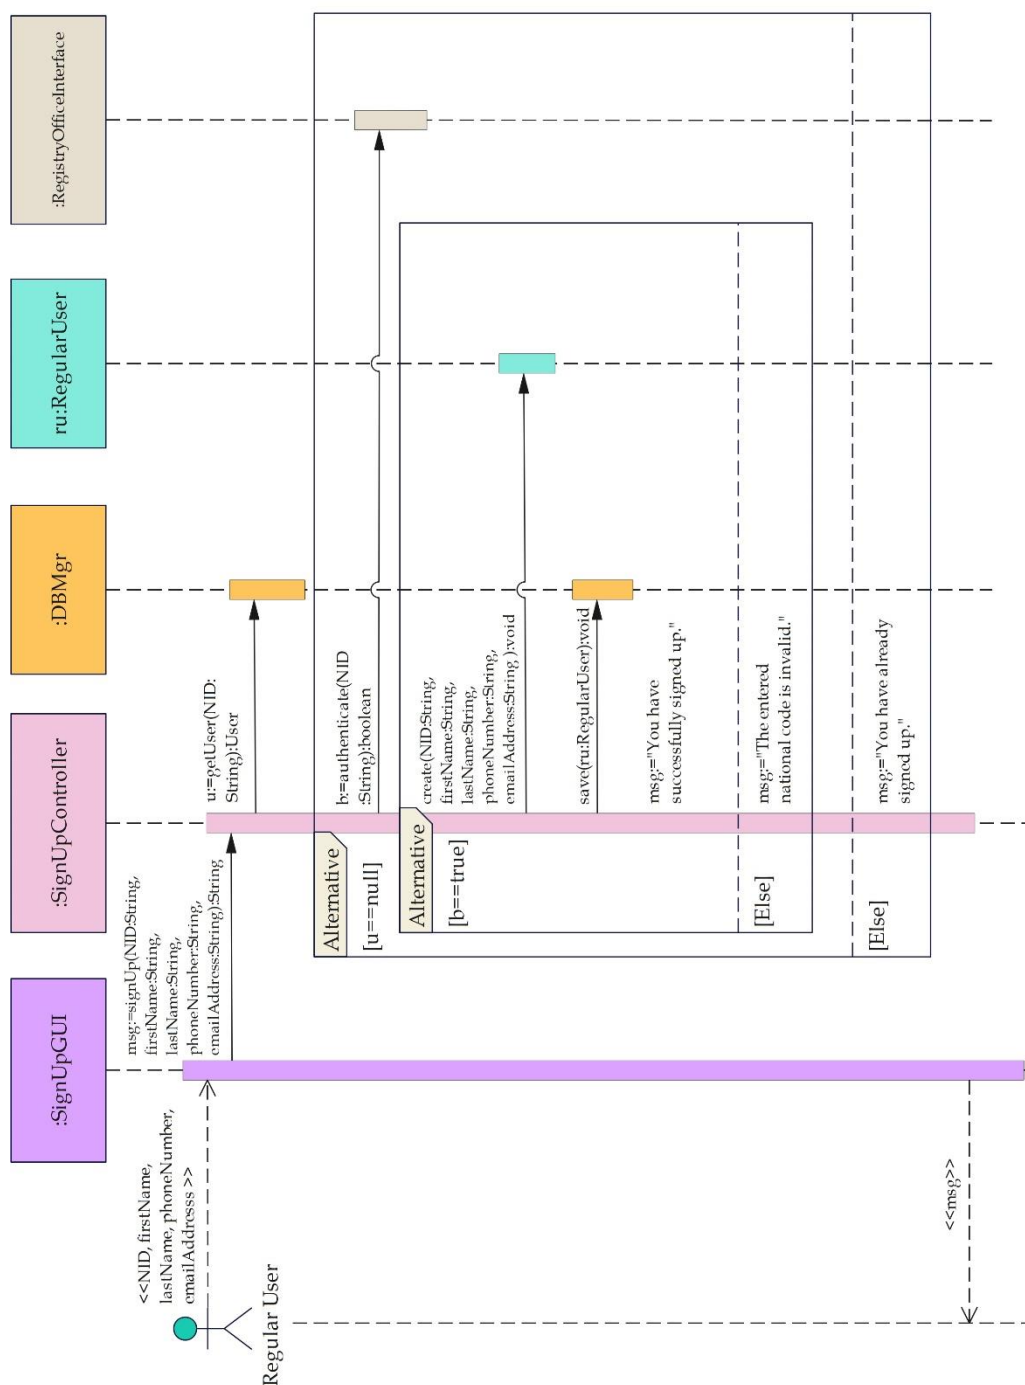 Regular User
:SignUpGUI
:SignUpController
:DBMgr
ru:RegularUser
:RegistryOfficeInterface
<<NID, firstName,
lastName, phoneNumber,
emailAddresss >>
msg:=signUp(NID:String,
firstName:String,
lastName:String,
phoneNumber:String,
emailAddress:String):String
u:=getUser(NID:
String):User
Alternative
[u==null]
b:=authenticate(NID
:String):boolean
Alternative
[b==true]
create(NID:String,
firstName:String,
lastName:String,
phoneNumber:String,
emailAddress:String ):void
save(ru:RegularUser):void
msg:="You have
successfully signed up."
[Else]
msg:="The entered
national code is invalid."
[Else]
msg:="You have already
signed up."
<<msg>>